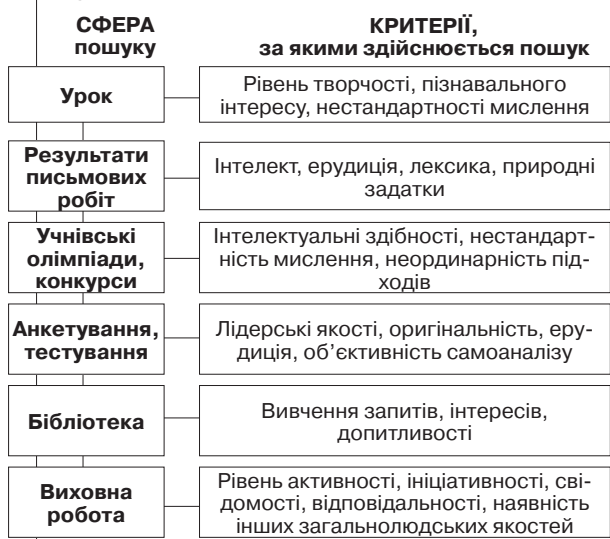 СФЕРА
пошуку
КРИТЕРІЇ,
за якими здійснюється пошук
Урок
Рівень творчості, пізнавального
інтересу, нестандартності мислення
Результати
письмових
робіт
Інтелект, ерудиція, лексика, природні
задатки
Учнівські
олімпіади,
конкурси
Інтелектуальні здібності, нестандарт-
ність мислення, неординарність під-
ходів
Анкетування,
тестування
Лідерські якості, оригінальність, еру-
диція, об’єктивність самоаналізу
Бібліотека
Вивчення запитів, інтересів,
допитливості
Виховна
робота
Рівень активності, ініціативності, сві-
домості, відповідальності, наявність
інших загальнолюдських якостей